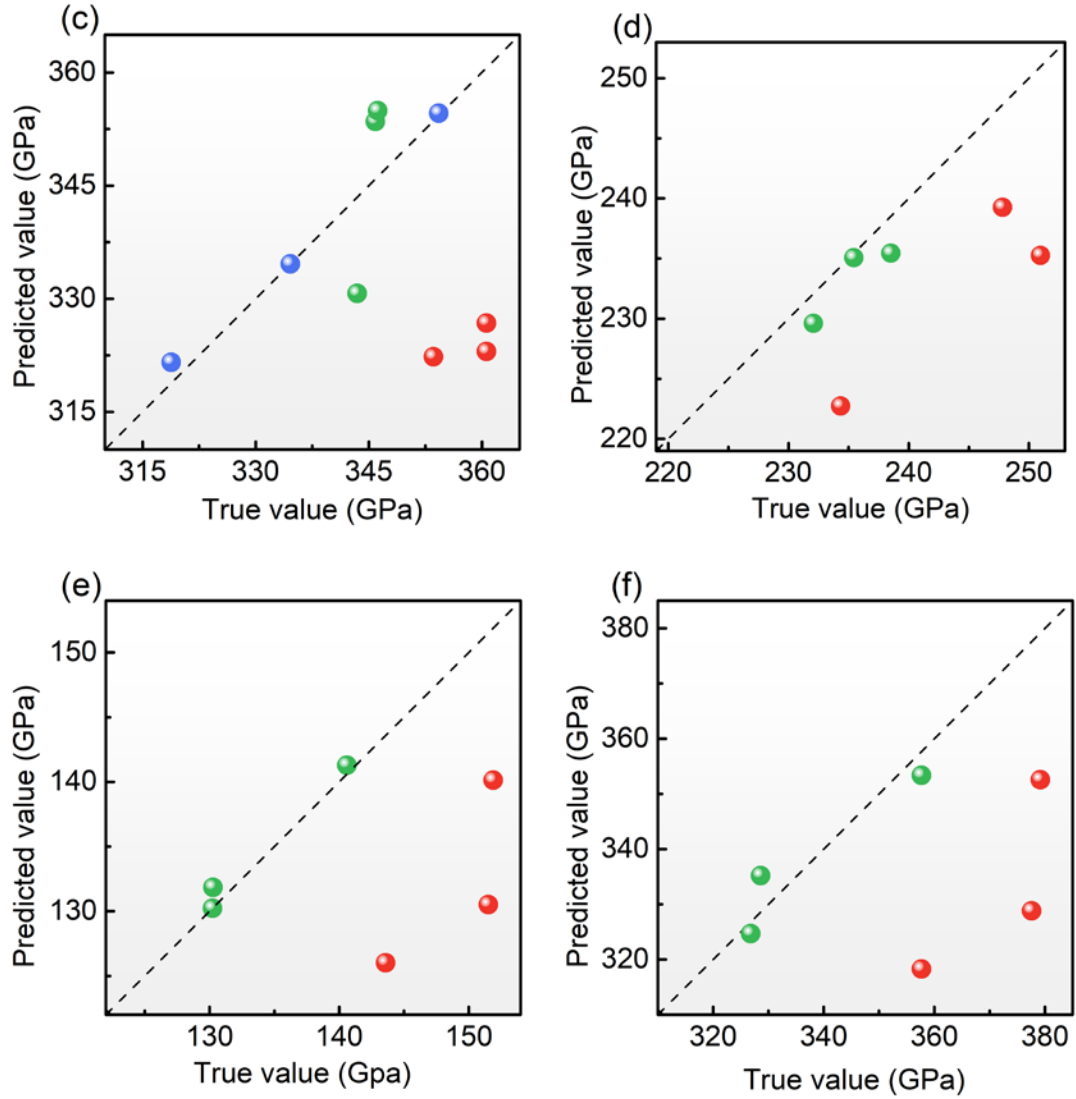 (c)
360
345
330
315
Predicted value (GPa)
315 330 345 360
True value (GPa)
(d)
250
240
230
220
Predicted value (GPa)
220 230 240 250
True value (GPa)
(e)
150
140
130
Predicted value (GPa)
130 140 150
True value (Gpa)
(f)
380
360
340
320
Predicted value (GPa)
320 340 360 380
True value (GPa)